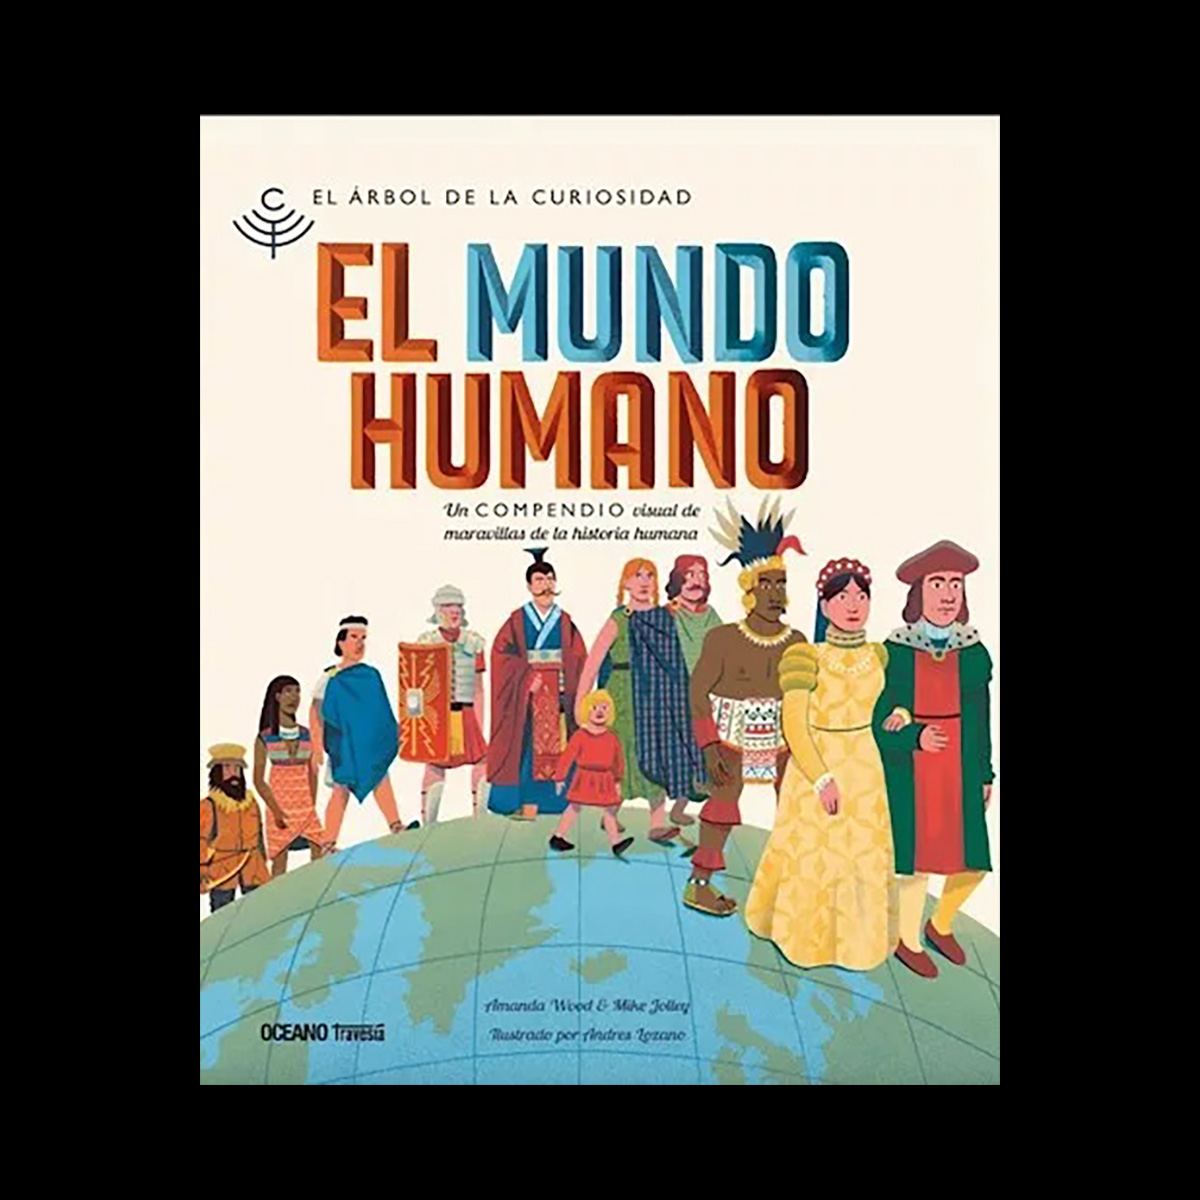 EL ÁRBOL DE LA CURIOSIDAD
EL MUNDO
HUMANO
Un COMPENDIO visual de
maravillas de la historia humana
Amanda Wood & Mike Jolley
Ilustrado por Andres Lozano
OCEANO Travesía